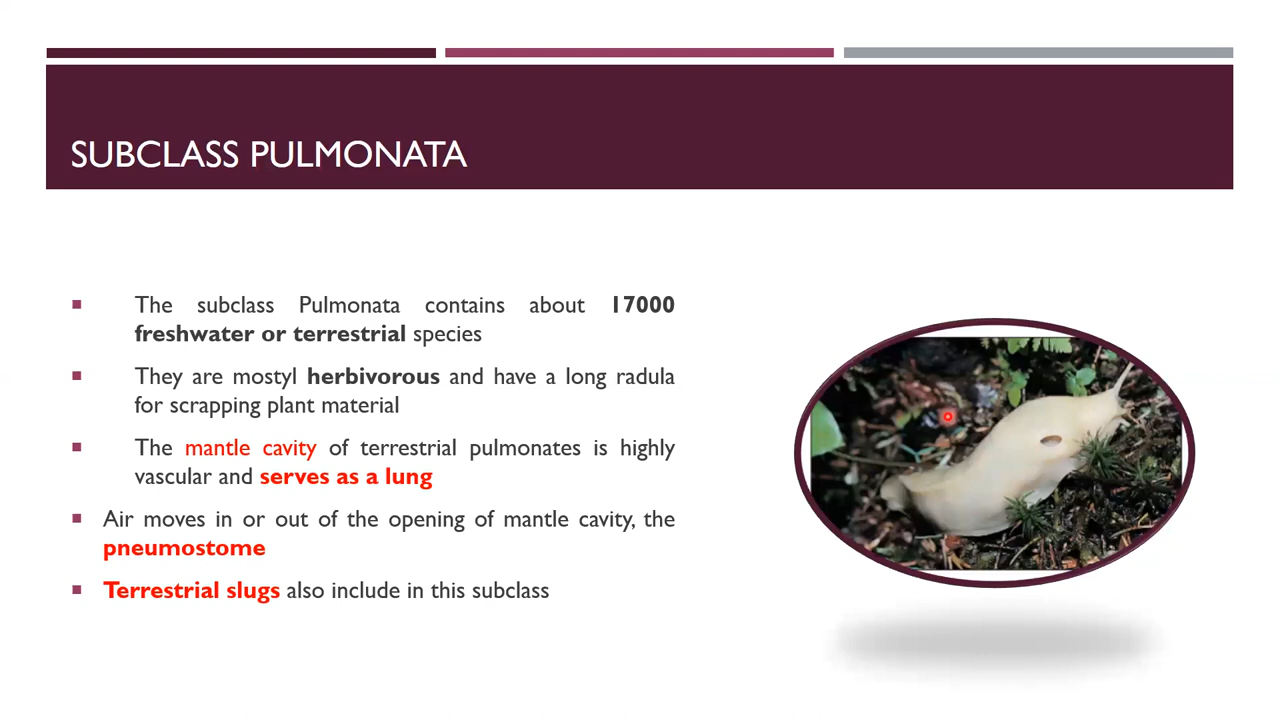 SUBCLASS PULMONATA
The subclass Pulmonata contains about 17000
freshwater or terrestrial species
They are mostyl herbivorous and have a long radula
for scrapping plant material
The mantle cavity of terrestrial pulmonates is highly
vascular and serves as a lung
Air moves in or out of the opening of mantle cavity, the
pneumostome
Terrestrial slugs also include in this subclass